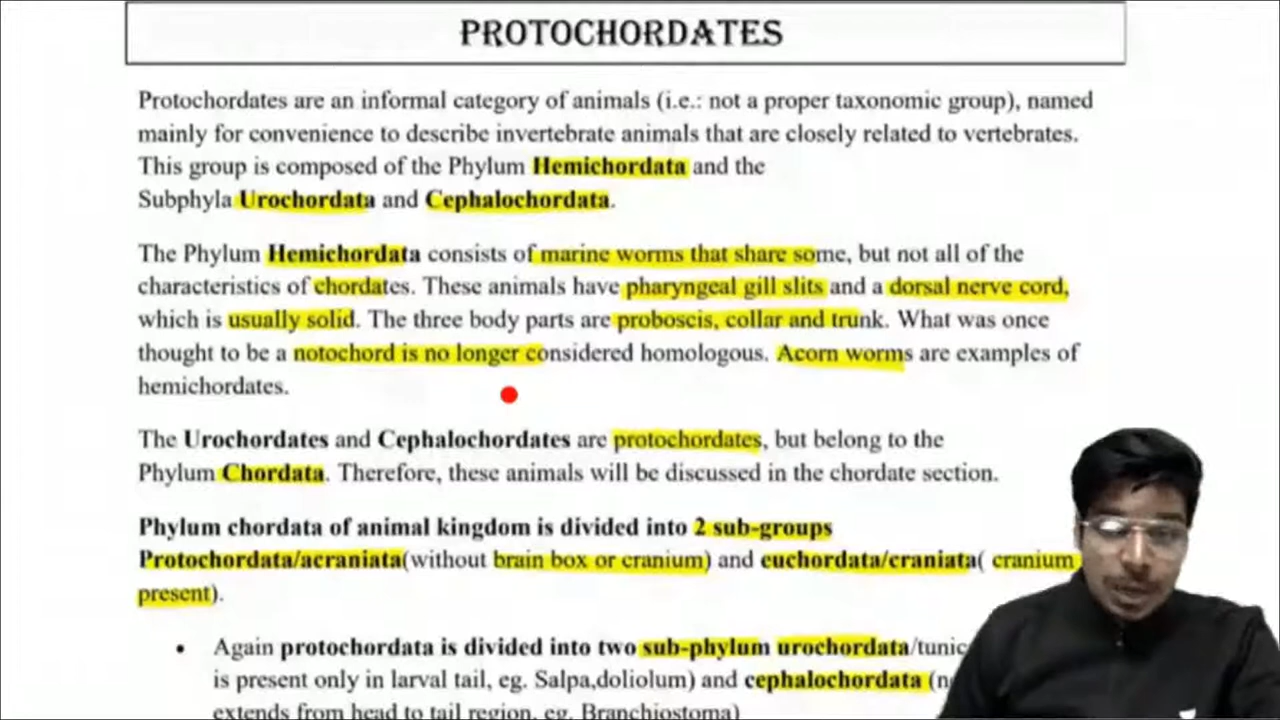 PROTOCHORDATES
Protochordates are an informal category of animals (i.e.: not a proper taxonomic group), named
mainly for convenience to describe invertebrate animals that are closely related to vertebrates.
This group is composed of the Phylum Hemichordata and the
Subphyla Urochordata and Cephalochordata.
The Phylum Hemichordata consists of marine worms that share some, but not all of the
characteristics of chordates. These animals have pharyngeal gill slits and a dorsal nerve cord,
which is usually solid. The three body parts are proboscis, collar and trunk. What was once
thought to be a notochord is no longer considered homologous. Acorn worms are examples of
hemichordates.
The Urochordates and Cephalochordates are protochordates, but belong to the
Phylum Chordata. Therefore, these animals will be discussed in the chordate section.
Phylum chordata of animal kingdom is divided into 2 sub-groups
Protochordata/acraniata(without brain box or cranium) and euchordata/craniata( cranium
present).
• Again protochordata is divided into two sub-phylum urochordata/tunic
is present only in larval tail, eg. Salpa,doliolum) and cephalochordata (n
extends from head to tail region, eg. Branchiostoma)